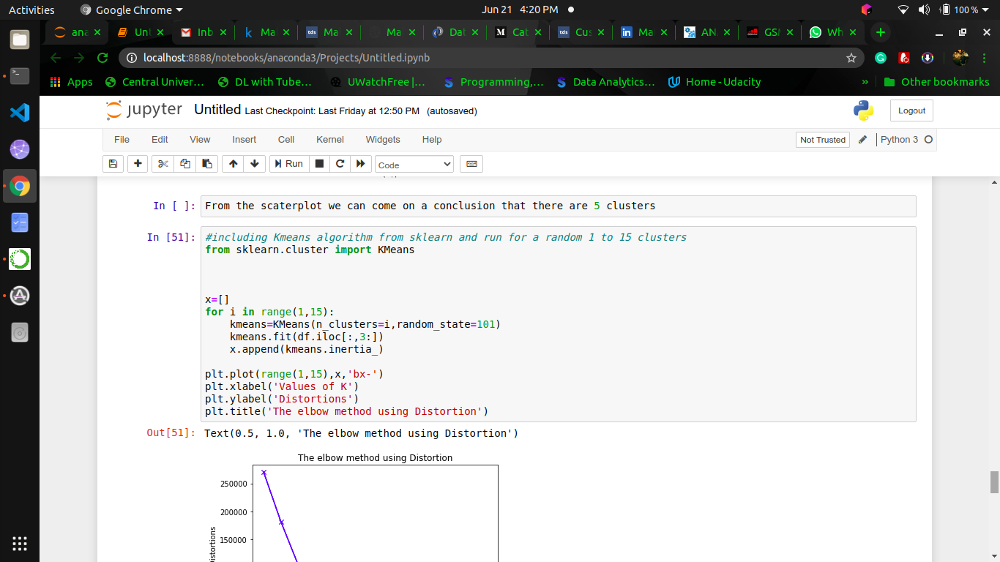 Activities Google Chrome Jun 21 4:20 PM 100 %
ana Unt Inb Ma Ma Ma Dat Cat Cus Ma AN GSI Wh
localhost:8888/notebooks/anaconda3/Projects/Untitled.ipynb
Apps Central Univer… DL with Tube… UWatchFree |… Programming,… Data Analytics… Home - Udacity » Other bookmarks
jupyter Untitled Last Checkpoint: Last Friday at 12:50 PM (autosaved) Logout
File Edit View Insert Cell Kernel Widgets Help Not Trusted Python 3
Run Code
In [ ]: From the scaterplot we can come on a conclusion that there are 5 clusters
In [51]: #including Kmeans algorithm from sklearn and run for a random 1 to 15 clusters
from sklearn.cluster import KMeans
x=[]
for i in range(1,15):
    kmeans=KMeans(n_clusters=i,random_state=101)
    kmeans.fit(df.iloc[:,3:])
    x.append(kmeans.inertia_)
plt.plot(range(1,15),x,'bx-')
plt.xlabel('Values of K')
plt.ylabel('Distortions')
plt.title('The elbow method using Distortion')
Out[51]: Text(0.5, 1.0, 'The elbow method using Distortion')
The elbow method using Distortion
250000
200000
150000
istortions